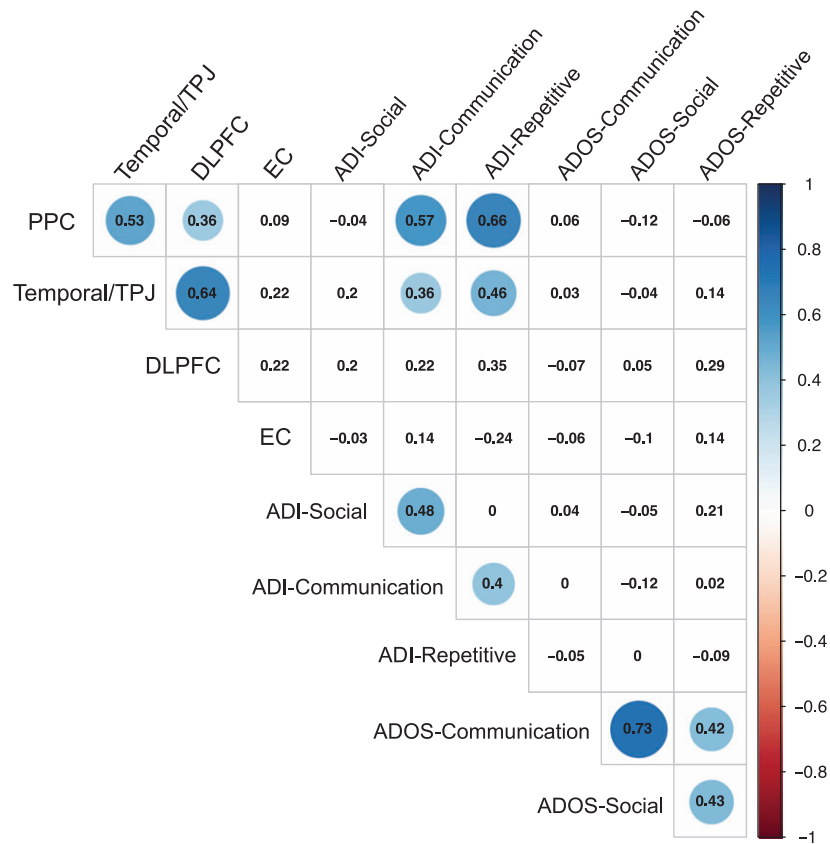 Temporal/TPJ
DLPFC
EC
ADI-Social
ADI-Communication
ADI-Repetitive
ADOS-Communication
ADOS-Social
ADOS-Repetitive
PPC 0.53 0.36 0.09 −0.04 0.57 0.66 0.06 −0.12 −0.06
Temporal/TPJ 0.64 0.22 0.2 0.36 0.46 0.03 −0.04 0.14
DLPFC 0.22 0.2 0.22 0.35 −0.07 0.05 0.29
EC −0.03 0.14 −0.24 −0.06 −0.1 0.14
ADI-Social 0.48 0 0.04 −0.05 0.21
ADI-Communication 0.4 0 −0.12 0.02
ADI-Repetitive −0.05 0 −0.09
ADOS-Communication 0.73 0.42
ADOS-Social 0.43
1
0.8
0.6
0.4
0.2
0
−0.2
−0.4
−0.6
−0.8
−1